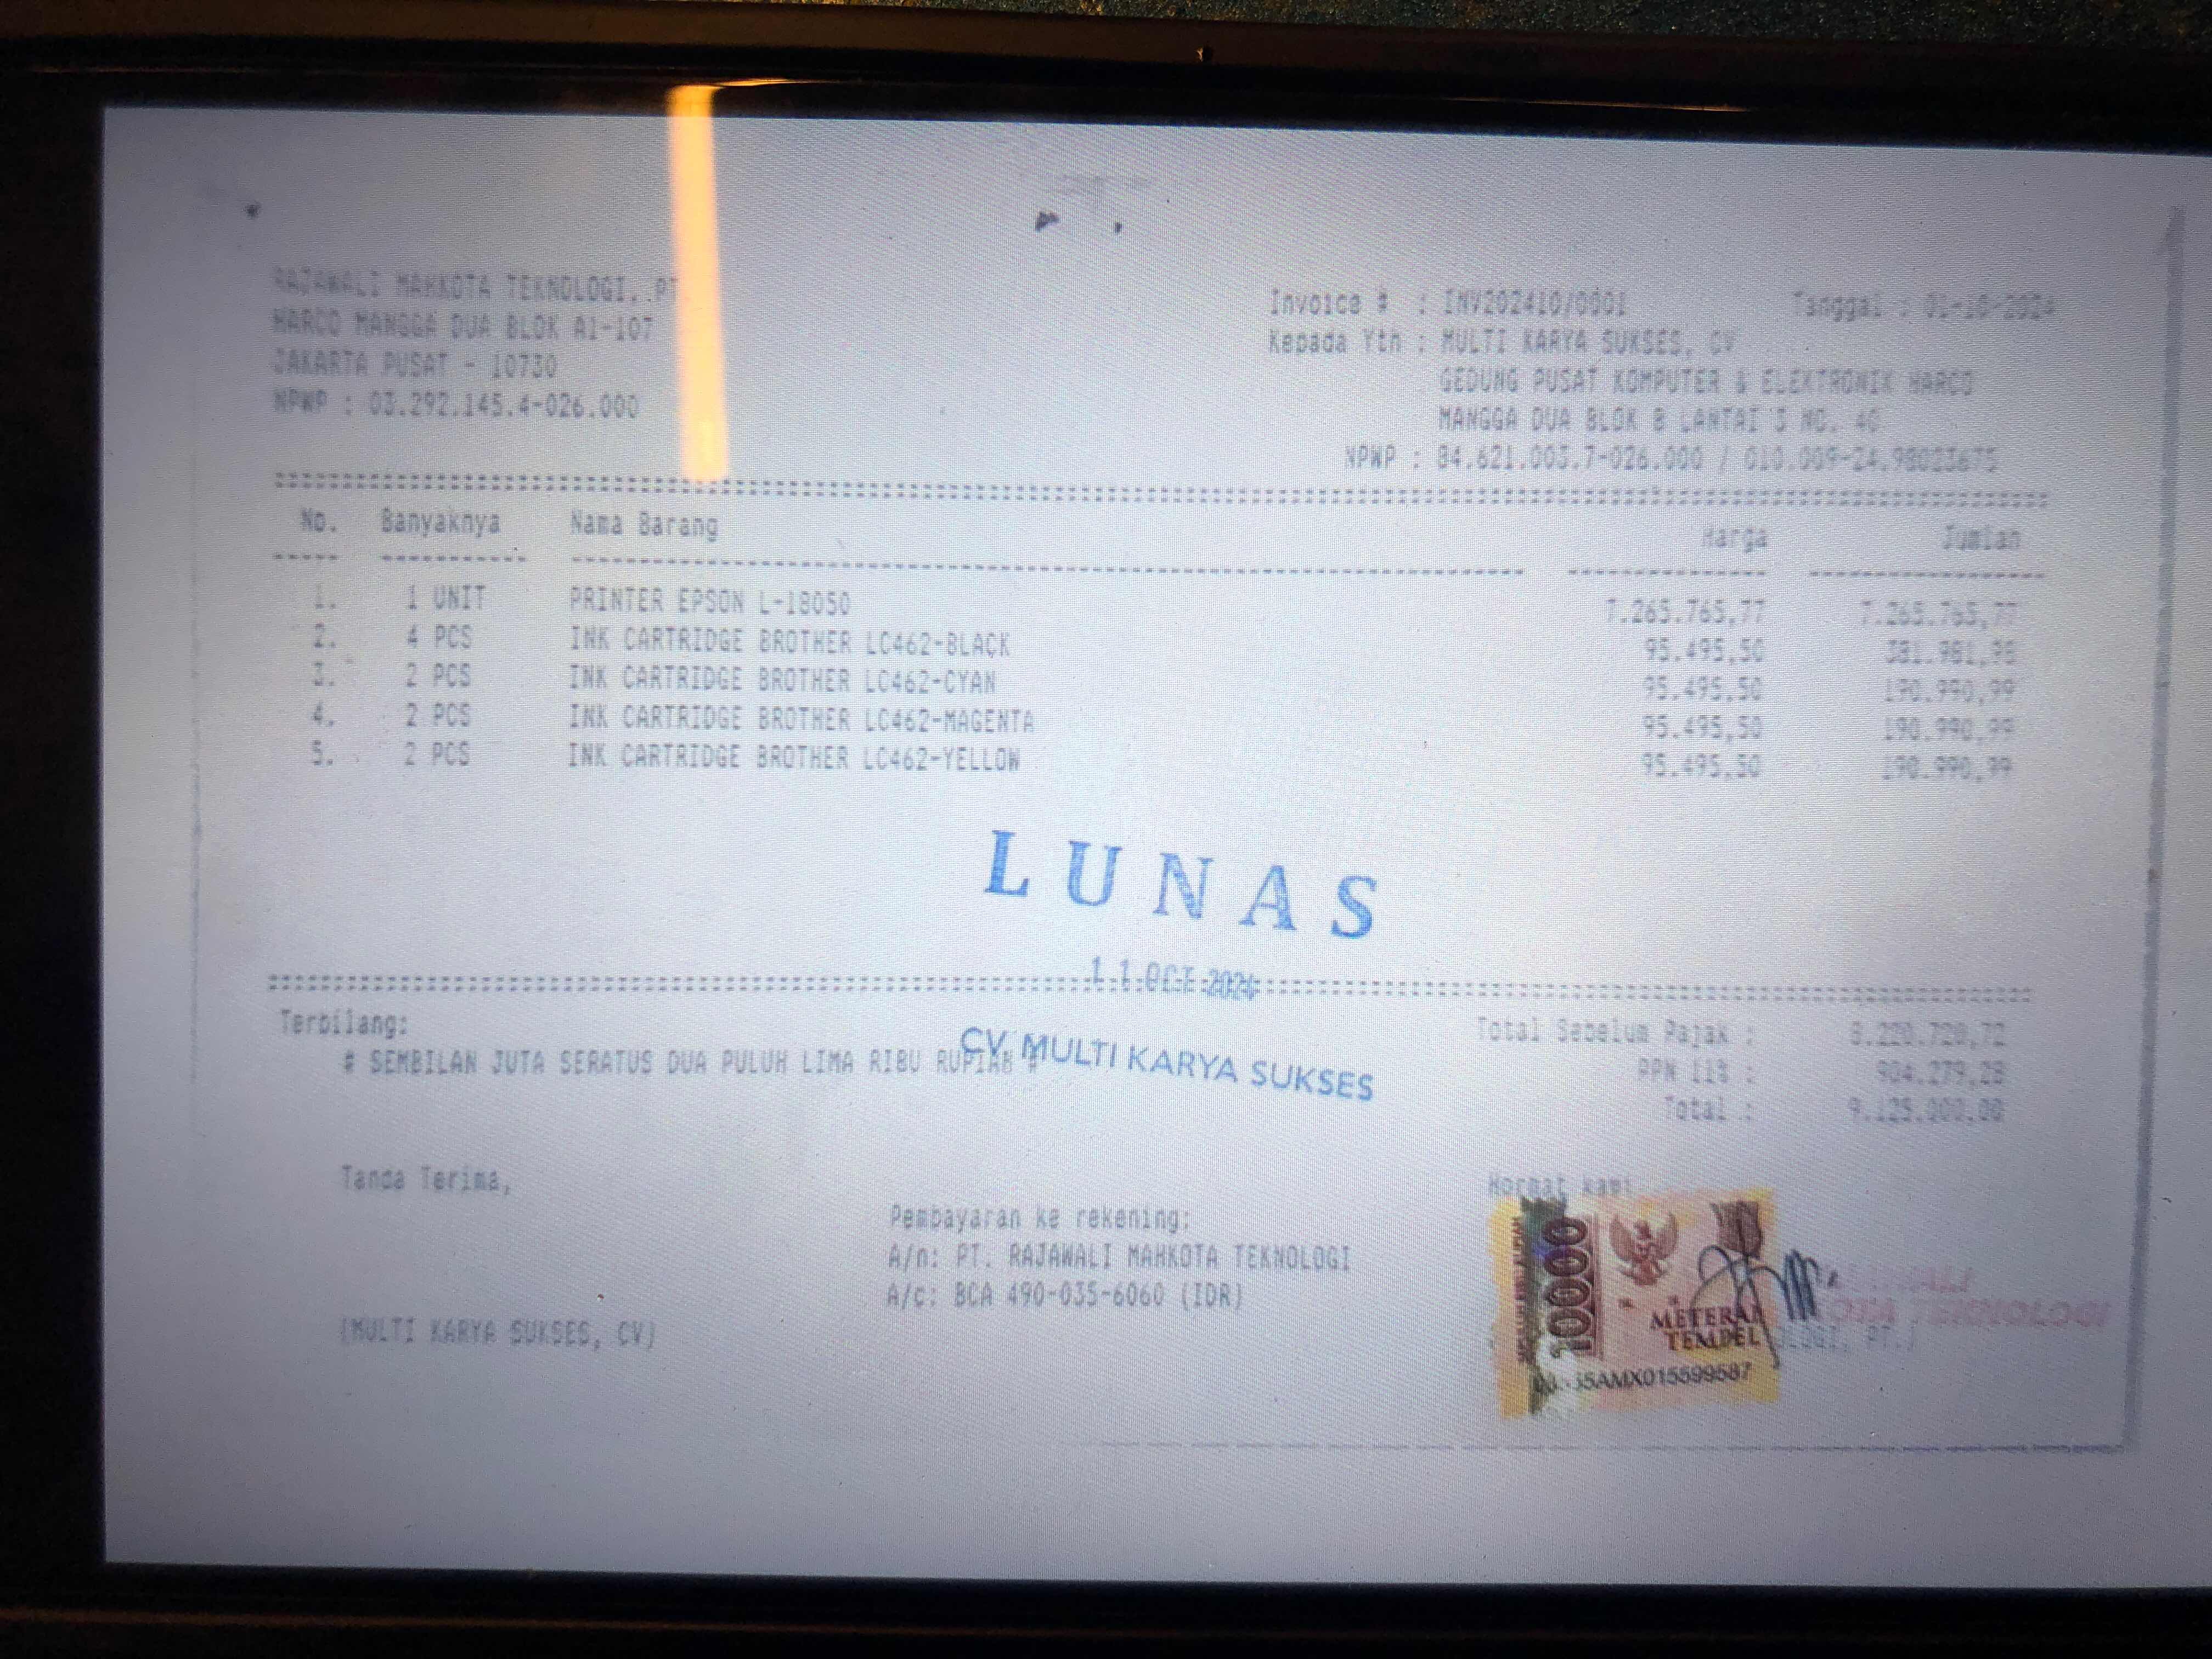 RAJAWALI MAHKOTA TEKNOLOGI, PT
HARCO MANGGA DUA BLOK A1-107
JAKARTA PUSAT - 10730
NPWP : 03.292.145.4-026.000
Invoice # : INV202410/0001 Tanggal : 01-10-2024
Kepada Yth : MULTI KARYA SUKSES, CV
GEDUNG PUSAT KOMPUTER & ELEKTRONIK HARCO
MANGGA DUA BLOK B LANTAI 3 NO. 40
NPWP : 84.621.003.7-026.000 /
No. Banyaknya Nama Barang Harga Jumlah
1. 1 UNIT PRINTER EPSON L-18050 7.265.765,77 7.265.765,77
2. 4 PCS INK CARTRIDGE BROTHER LC462-BLACK 95.495,50 381.981,98
3. 2 PCS INK CARTRIDGE BROTHER LC462-CYAN 95.495,50 190.990,99
4. 2 PCS INK CARTRIDGE BROTHER LC462-MAGENTA 95.495,50 190.990,99
5. 2 PCS INK CARTRIDGE BROTHER LC462-YELLOW 95.495,50 190.990,99
LUNAS
11 OCT 2024
CV. MULTI KARYA SUKSES
Terbilang:
# SEMBILAN JUTA SERATUS DUA PULUH LIMA RIBU RUPIAH #
Total Sebelum Pajak : 8.220.720,72
PPN 11% : 904.279,28
Total : 9.125.000,00
Tanda Terima,
(MULTI KARYA SUKSES, CV)
Pembayaran ke rekening:
A/n: PT. RAJAWALI MAHKOTA TEKNOLOGI
A/c: BCA 490-035-6060 (IDR)
Hormat kami
10000
METERAI
TEMPEL
TEKNOLOGI
PT.)